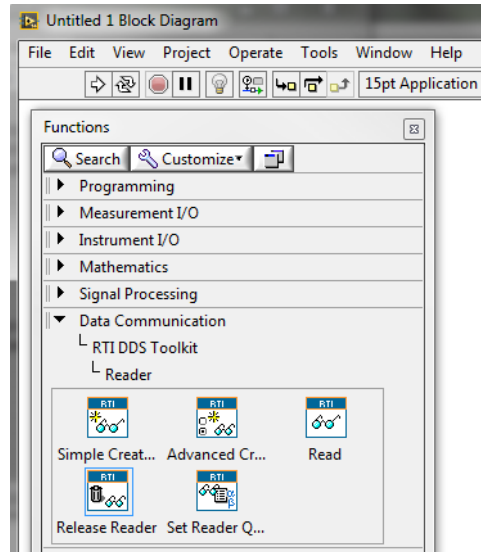 Untitled 1 Block Diagram
File Edit View Project Operate Tools Window Help
15pt Application
Functions
Search Customize
Programming
Measurement I/O
Instrument I/O
Mathematics
Signal Processing
Data Communication
RTI DDS Toolkit
Reader
RTI RTI RTI
Simple Creat... Advanced Cr... Read
RTI RTI
Release Reader Set Reader Q...